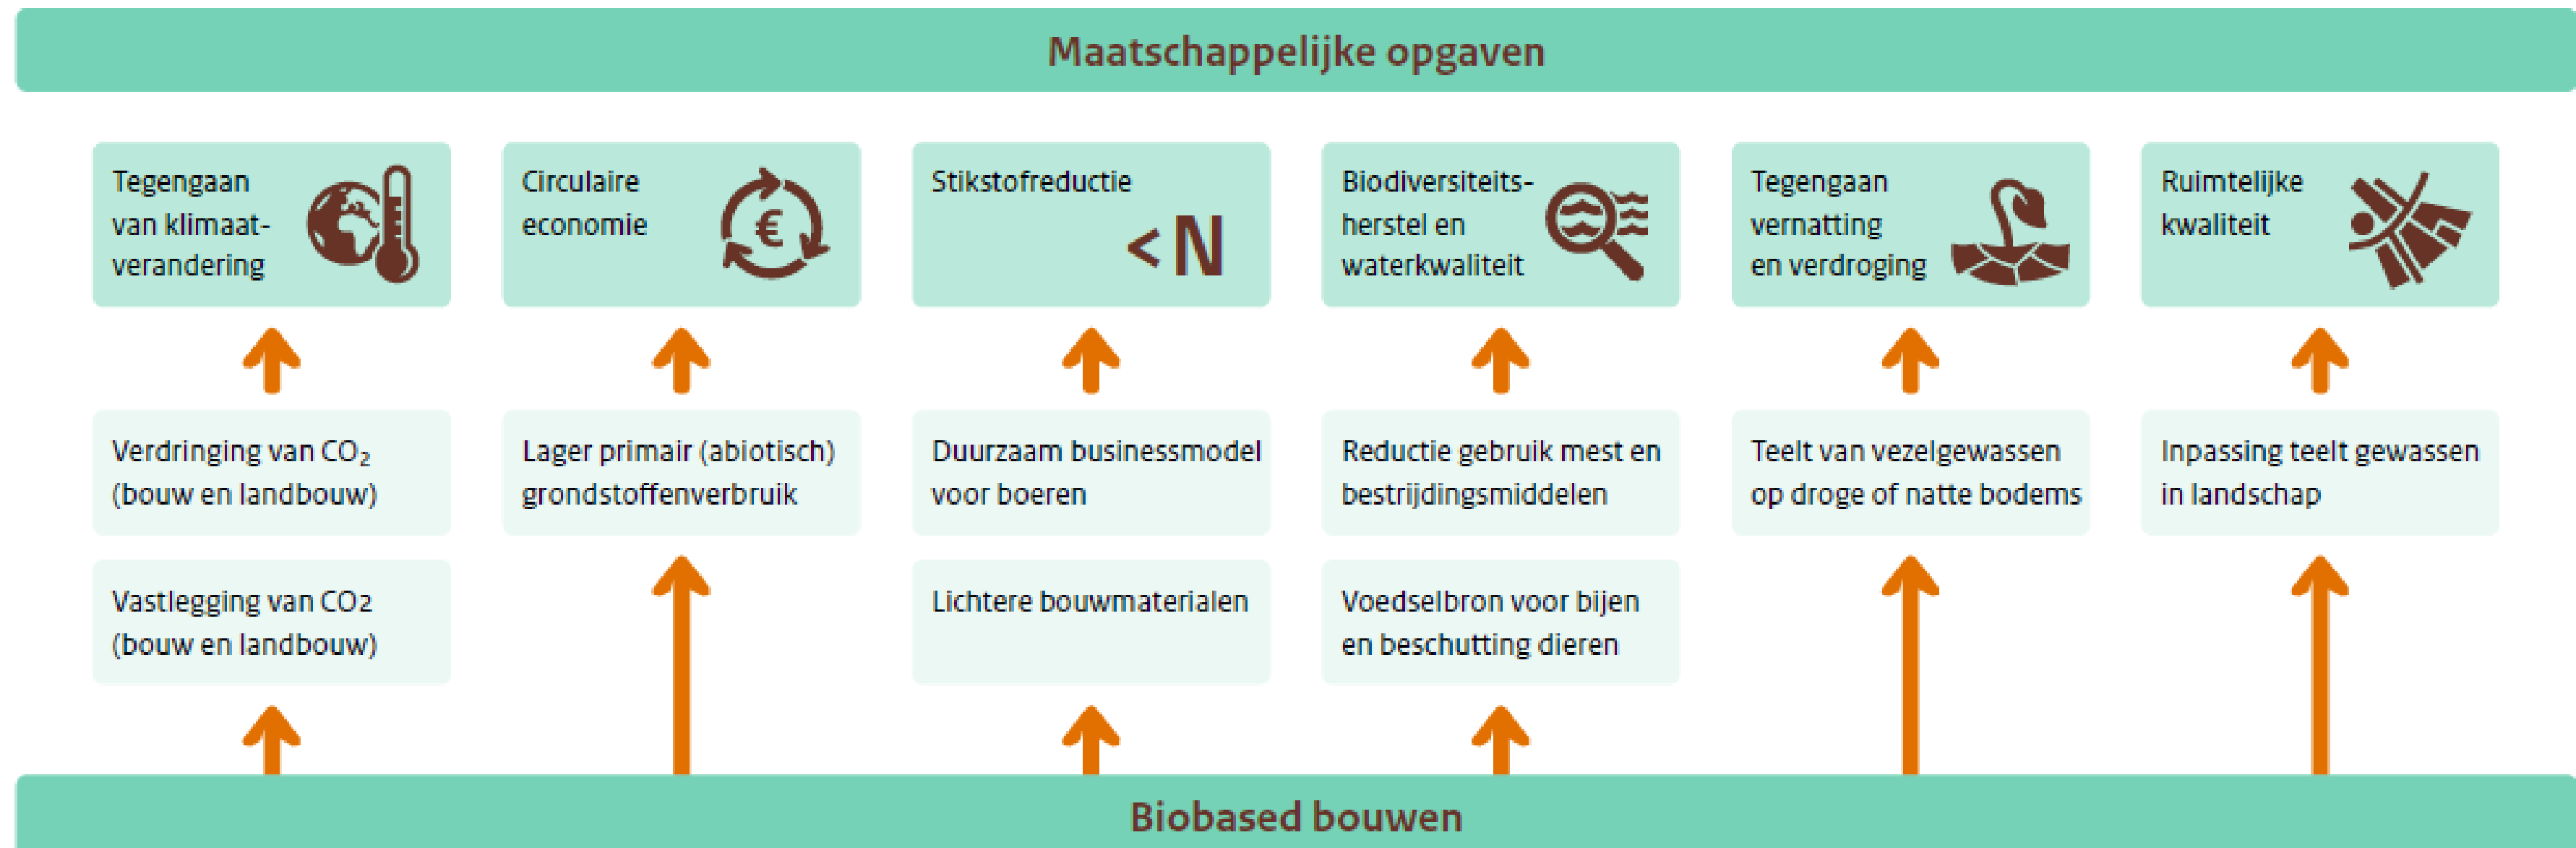 Maatschappelijke opgaven
Tegengaan
van klimaat-
verandering
Circulaire
economie
€
Stikstofreductie
<N
Biodiversiteits-
herstel en
waterkwaliteit
Tegengaan
vernatting
en verdroging
Ruimtelijke
kwaliteit
Verdringing van CO₂
(bouw en landbouw)
Lager primair (abiotisch)
grondstoffenverbruik
Duurzaam businessmodel
voor boeren
Reductie gebruik mest en
bestrijdingsmiddelen
Teelt van vezelgewassen
op droge of natte bodems
Inpassing teelt gewassen
in landschap
Vastlegging van CO2
(bouw en landbouw)
Lichtere bouwmaterialen
Voedselbron voor bijen
en beschutting dieren
Biobased bouwen